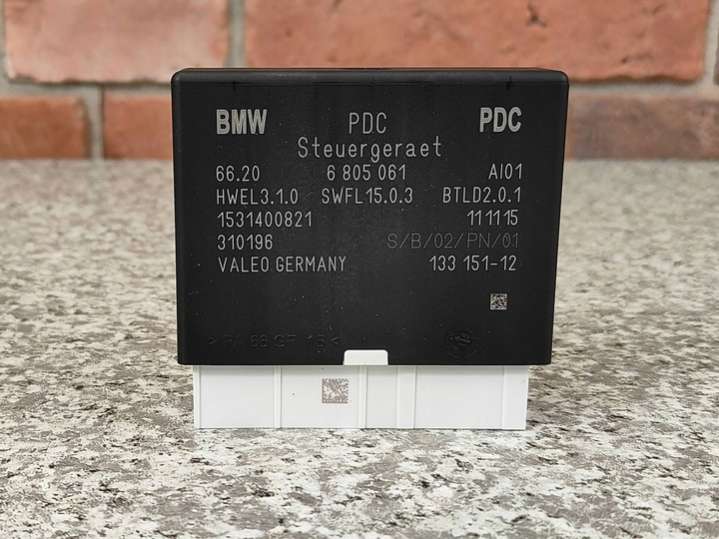 BMW PDC PDC
Steuergeraet
66.20 6 805 061 AI01
HWEL3.1.0 SWFL15.0.3 BTLD2.0.1
1531400821 111115
310196 S/B/02/PN/01
VALEO GERMANY 133 151-12